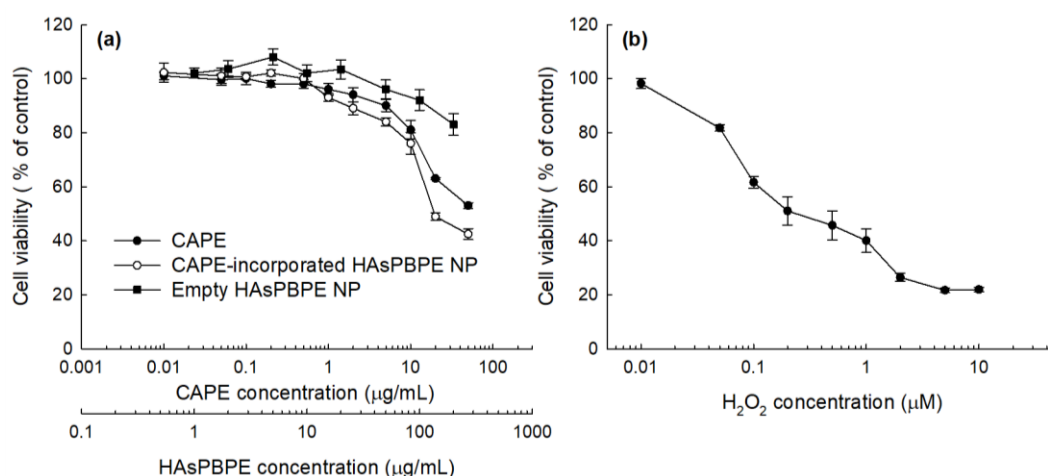 (a)
120
100
80
60
40
20
0
Cell viability ( % of control)
CAPE
CAPE-incorporated HAsPBPE NP
Empty HAsPBPE NP
0.001 0.01 0.1 1 10 100
CAPE concentration (μg/mL)
0.1 1 10 100 1000
HAsPBPE concentration (μg/mL)
(b)
120
100
80
60
40
20
0
Cell viability ( % of control)
0.01 0.1 1 10
H₂O₂ concentration (μM)